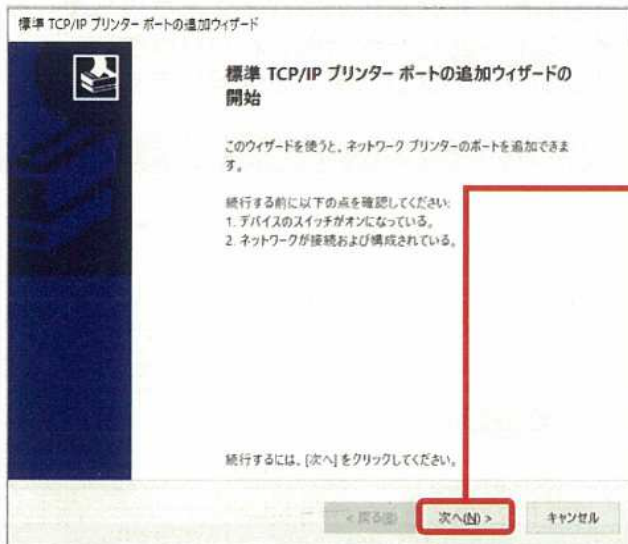 標準 TCP/IP プリンター ポートの追加ウィザード
標準 TCP/IP プリンター ポートの追加ウィザードの
開始
このウィザードを使うと、ネットワーク プリンターのポートを追加できま
す。
続行する前に以下の点を確認してください:
1. デバイスのスイッチがオンになっている。
2. ネットワークが接続および構成されている。
続行するには、[次へ] をクリックしてください。
< 戻る(B)
次へ(N) >
キャンセル